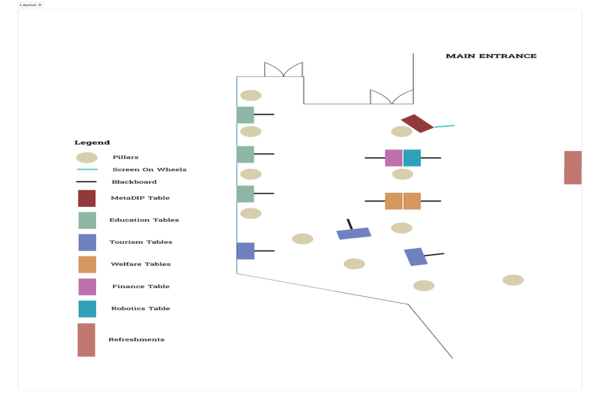 Layout 3
MAIN ENTRANCE
Legend
Pillars
Screen On Wheels
Blackboard
MetaDIP Table
Education Tables
Tourism Tables
Welfare Tables
Finance Table
Robotics Table
Refreshments